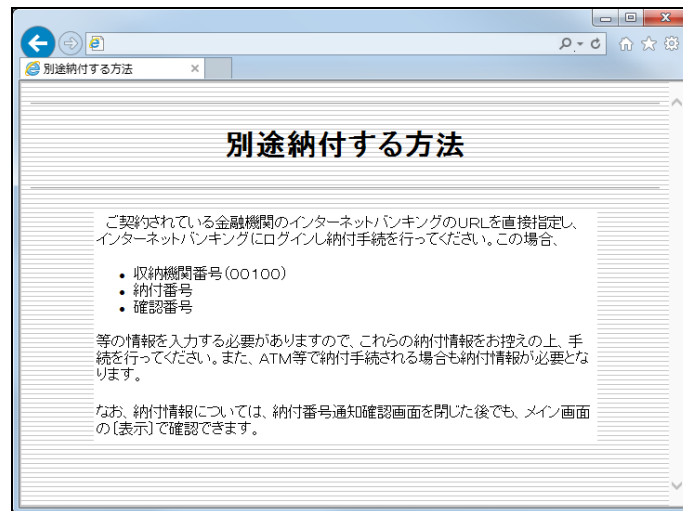 別途納付する方法
別途納付する方法
ご契約されている金融機関のインターネットバンキングのURLを直接指定し、
インターネットバンキングにログインし納付手続を行ってください。この場合、
• 収納機関番号(00100)
• 納付番号
• 確認番号
等の情報を入力する必要がありますので、これらの納付情報をお控えの上、手
続を行ってください。また、ATM等で納付手続される場合も納付情報が必要とな
ります。
なお、納付情報については、納付番号通知確認画面を閉じた後でも、メイン画面
の〔表示〕で確認できます。